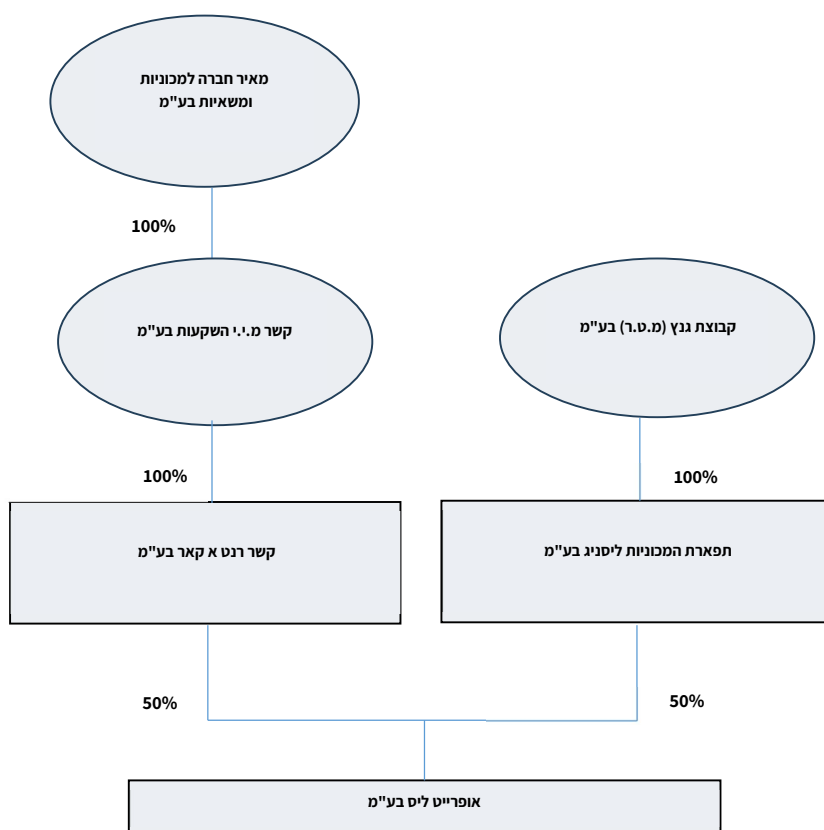 מאיר חברה למכוניות
ומשאיות בע"מ
100%
קשר מ.י.י השקעות בע"מ
קבוצת גנץ (מ.ט.ר) בע"מ
100%
100%
קשר רנט א קאר בע"מ
תפארת המכוניות ליסניג בע"מ
50%
50%
אופרייט ליס בע"מ